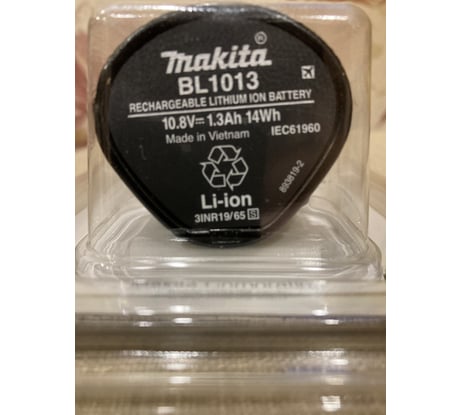 makita®
BL1013
RECHARGEABLE LITHIUM ION BATTERY
10.8V⎓1.3Ah 14Wh
Made in Vietnam IEC61960
Li-ion
3INR19/65 S
893819-2